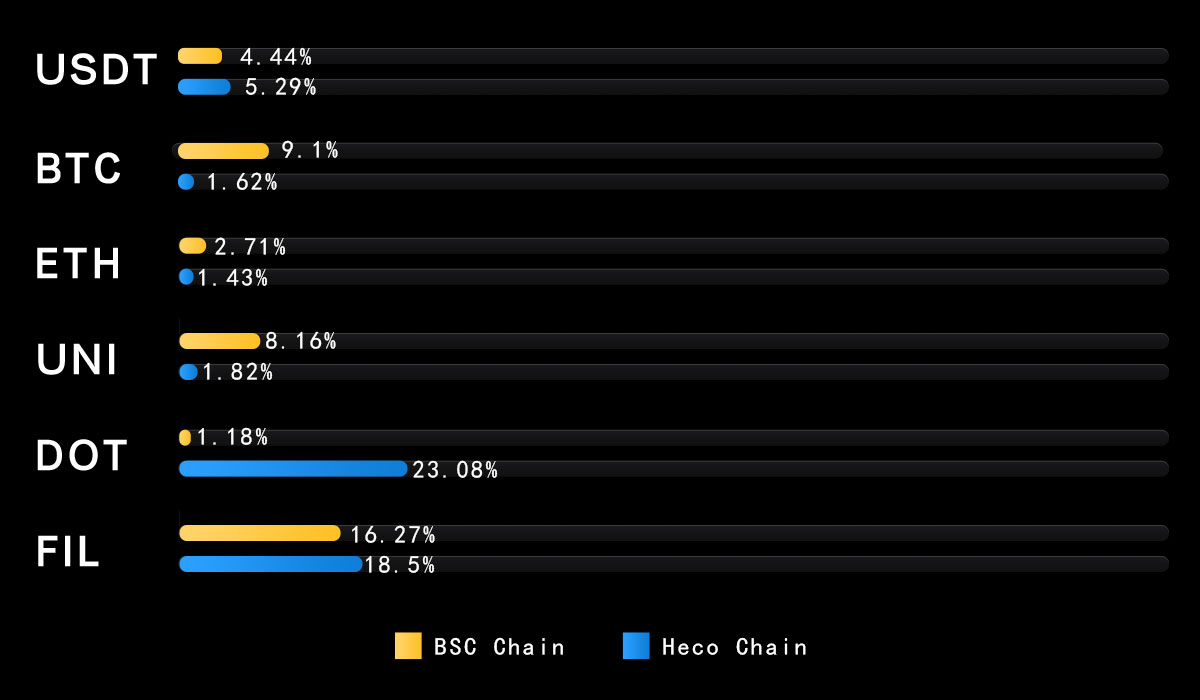 USDT
4.44%
5.29%
BTC
9.1%
1.62%
ETH
2.71%
1.43%
UNI
8.16%
1.82%
DOT
1.18%
23.08%
FIL
16.27%
18.5%
BSC Chain
Heco Chain